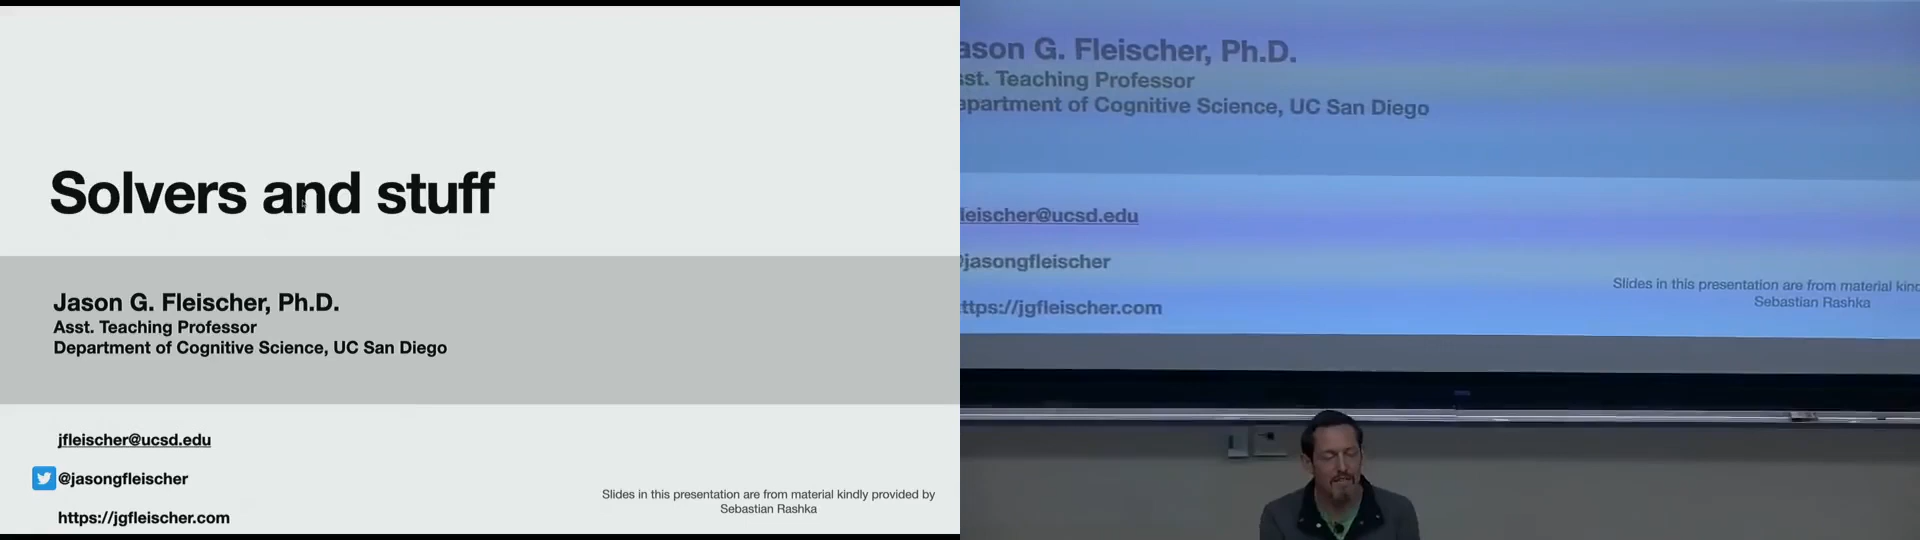 Solvers and stuff
Jason G. Fleischer, Ph.D.
Asst. Teaching Professor
Department of Cognitive Science, UC San Diego
jfleischer@ucsd.edu
@jasongfleischer
https://jgfleischer.com
Slides in this presentation are from material kindly provided by
Sebastian Rashka
ason G. Fleischer, Ph.D.
sst. Teaching Professor
epartment of Cognitive Science, UC San Diego
leischer@ucsd.edu
jasongfleischer
ttps://jgfleischer.com
Slides in this presentation are from material kind
Sebastian Rashka